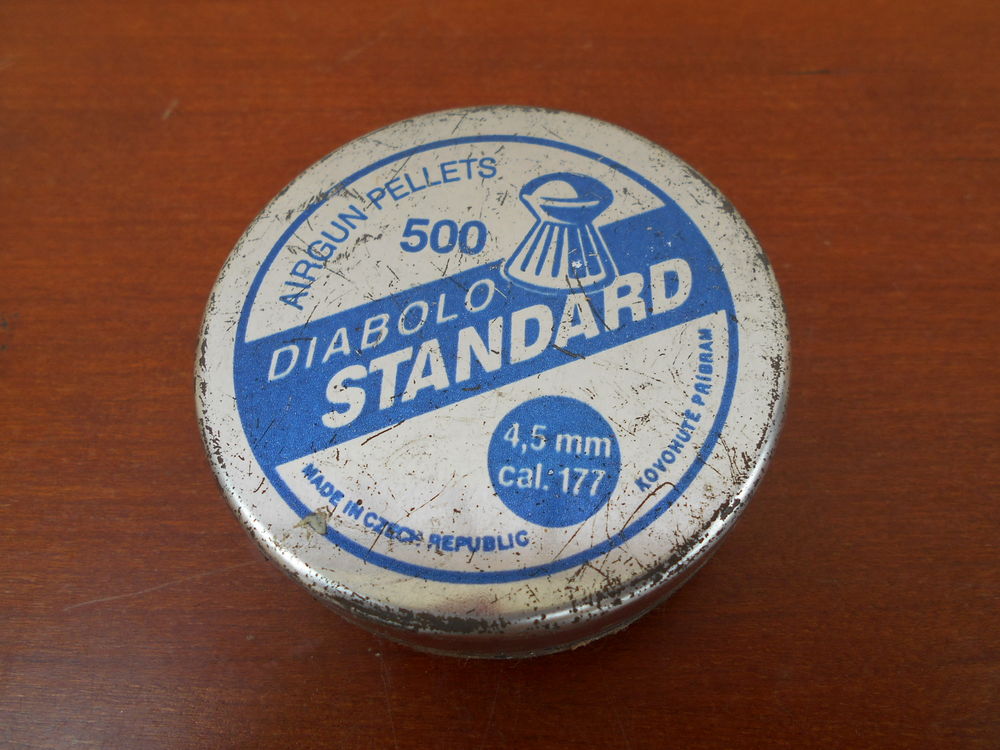 AIRGUN PELLETS
500
DIABOLO
STANDARD
4,5 mm
cal. 177
MADE IN CZECH REPUBLIC
KOVOHUTĚ PŘÍBRAM